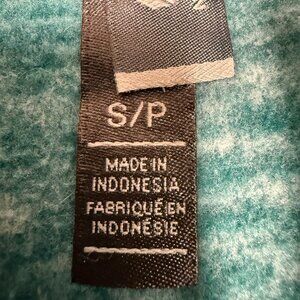 S/P
MADE IN
INDONESIA
FABRIQUÉ EN
INDONÉSIE